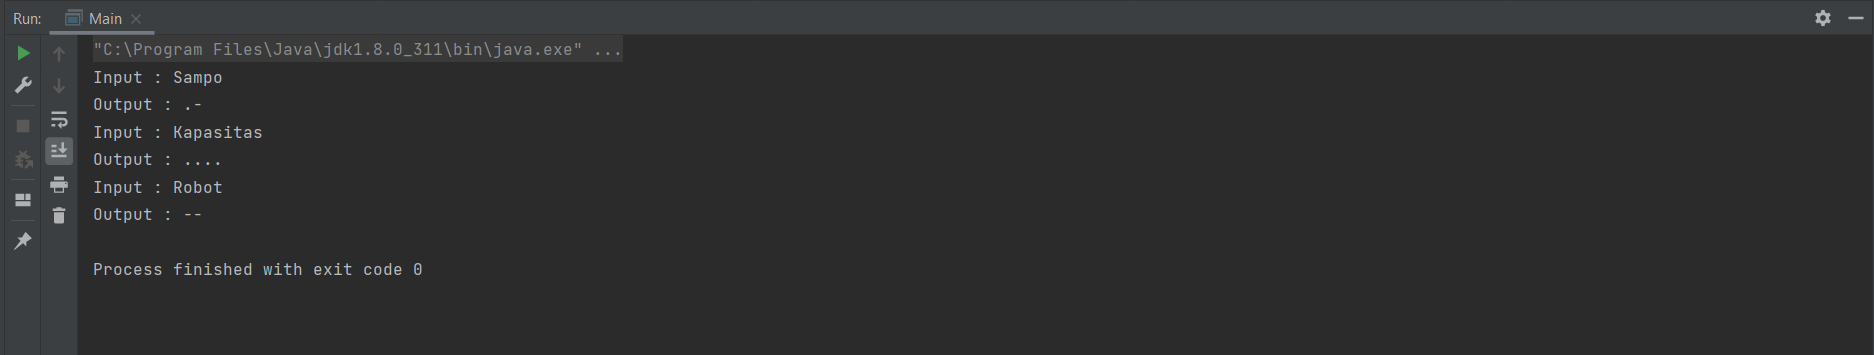 Run: Main
"C:\Program Files\Java\jdk1.8.0_311\bin\java.exe" ...
Input : Sampo
Output : .-
Input : Kapasitas
Output : ....
Input : Robot
Output : --
Process finished with exit code 0